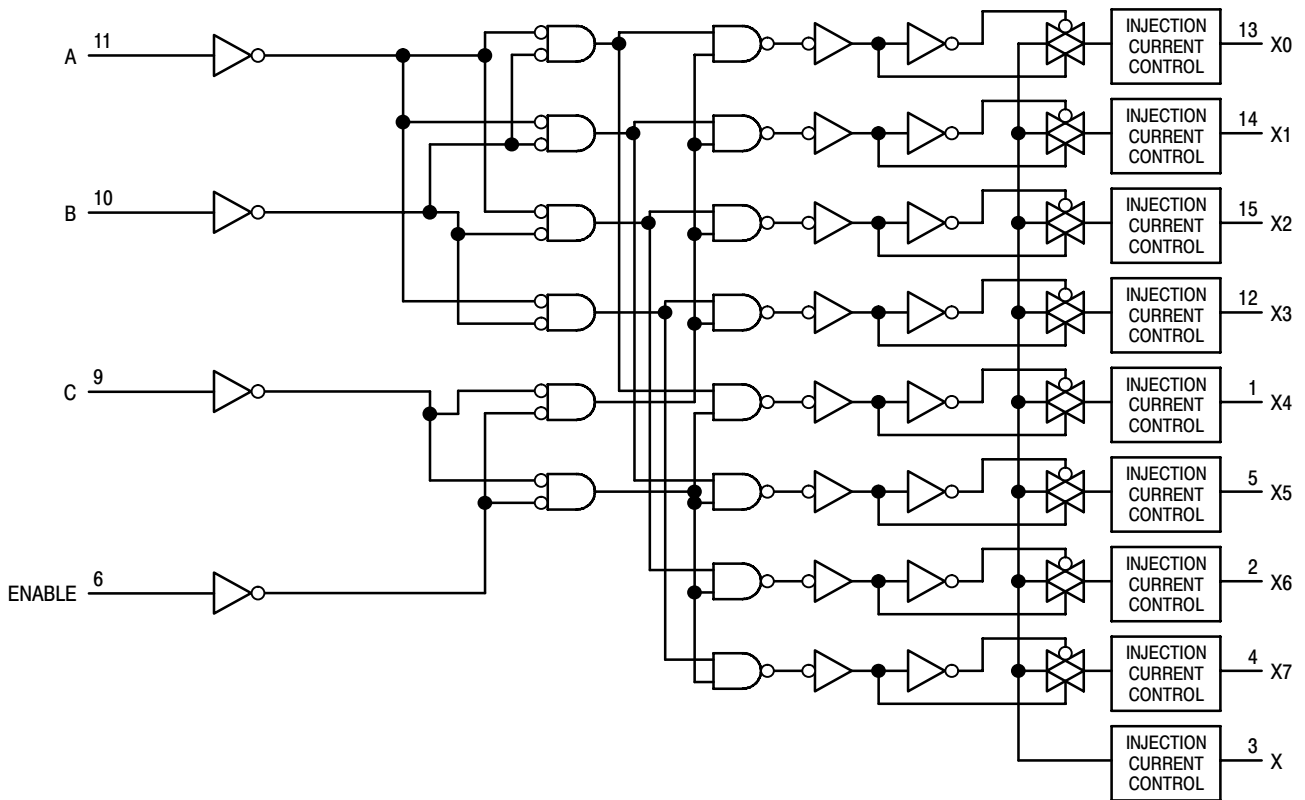 INJECTION
CURRENT
CONTROL
13
X0
11
A
INJECTION
CURRENT
CONTROL
14
X1
10
B
INJECTION
CURRENT
CONTROL
15
X2
INJECTION
CURRENT
CONTROL
12
X3
9
C
INJECTION
CURRENT
CONTROL
1
X4
INJECTION
CURRENT
CONTROL
5
X5
6
ENABLE
INJECTION
CURRENT
CONTROL
2
X6
INJECTION
CURRENT
CONTROL
4
X7
INJECTION
CURRENT
CONTROL
3
X